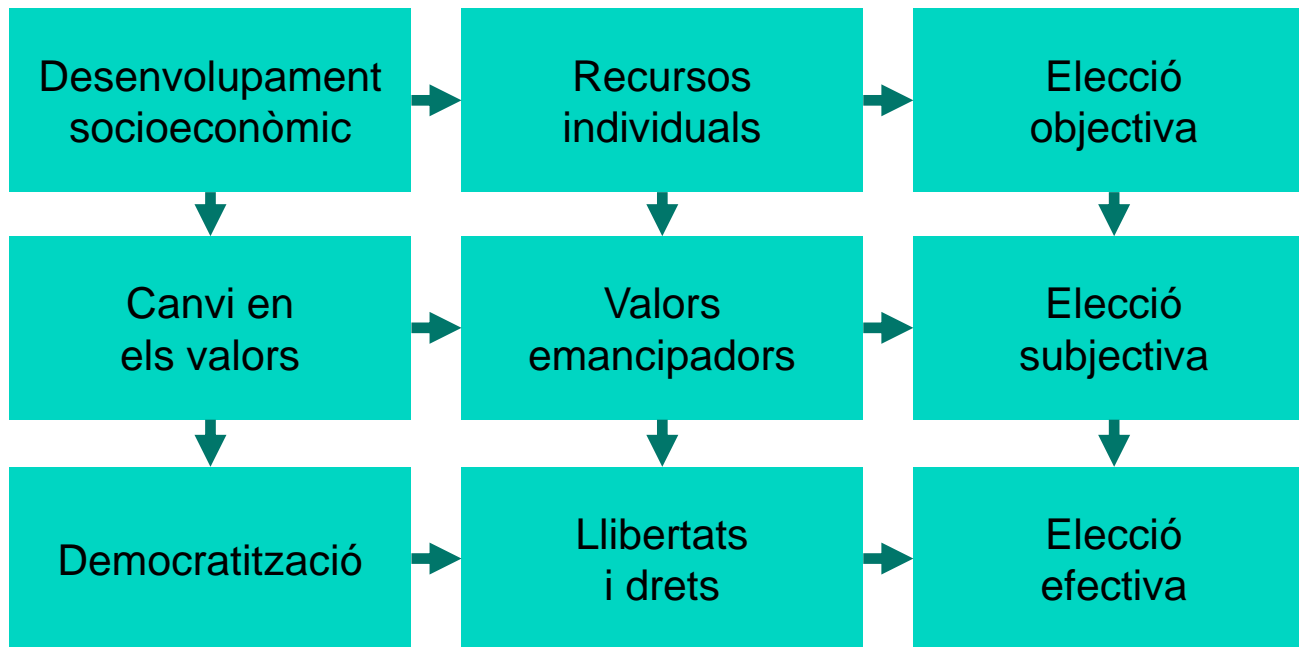 Desenvolupament
socioeconòmic
Recursos
individuals
Elecció
objectiva
Canvi en
els valors
Valors
emancipadors
Elecció
subjectiva
Democratització
Llibertats
i drets
Elecció
efectiva